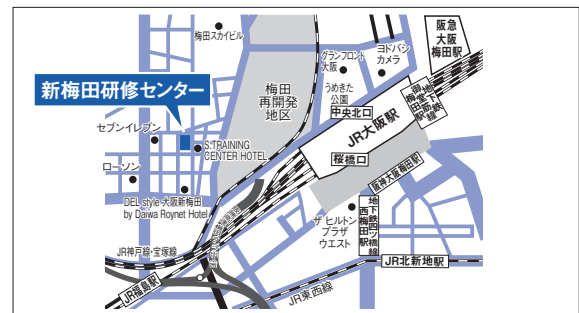 梅田スカイビル
グランフロント
大阪
ヨドバシ
カメラ
阪急
大阪
梅田駅
新梅田研修センター
梅田
再開発
地区
うめきた
公園
中央北口
地下鉄
御堂筋線
梅田駅
JR大阪駅
セブンイレブン
S.TRAINING
CENTER HOTEL
桜橋口
ローソン
阪神大阪梅田駅
DEL style 大阪新梅田
by Daiwa Roynet Hotel
ザ ヒルトン
プラザ
ウエスト
地下鉄四ツ橋線
西梅田駅
JR神戸線・宝塚線
JR北新地駅
JR福島駅
JR東西線